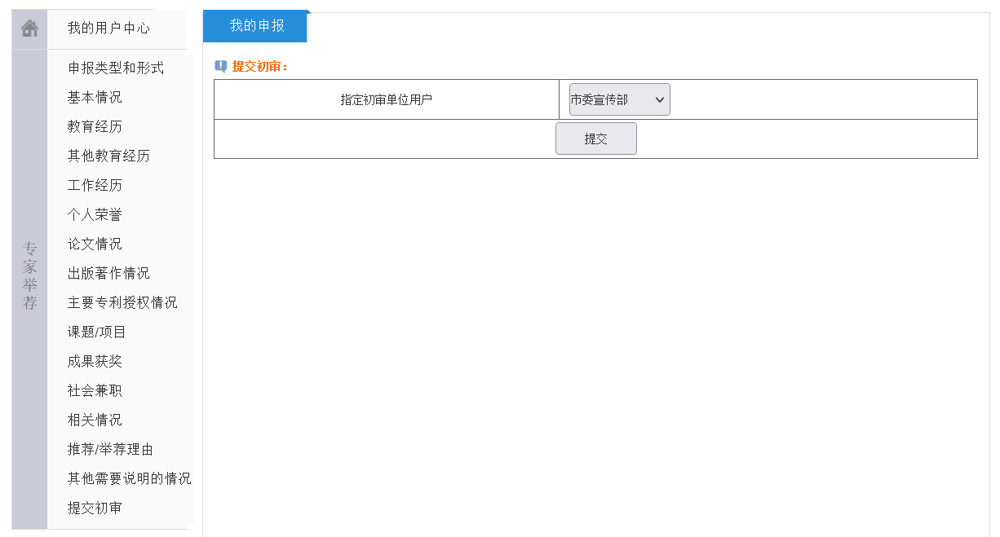 我的用户中心
申报类型和形式
基本情况
教育经历
其他教育经历
工作经历
个人荣誉
论文情况
出版著作情况
主要专利授权情况
课题/项目
成果获奖
社会兼职
相关情况
推荐/举荐理由
其他需要说明的情况
提交初审
专家举荐
我的申报
提交初审：
指定初审单位用户
市委宣传部
提交